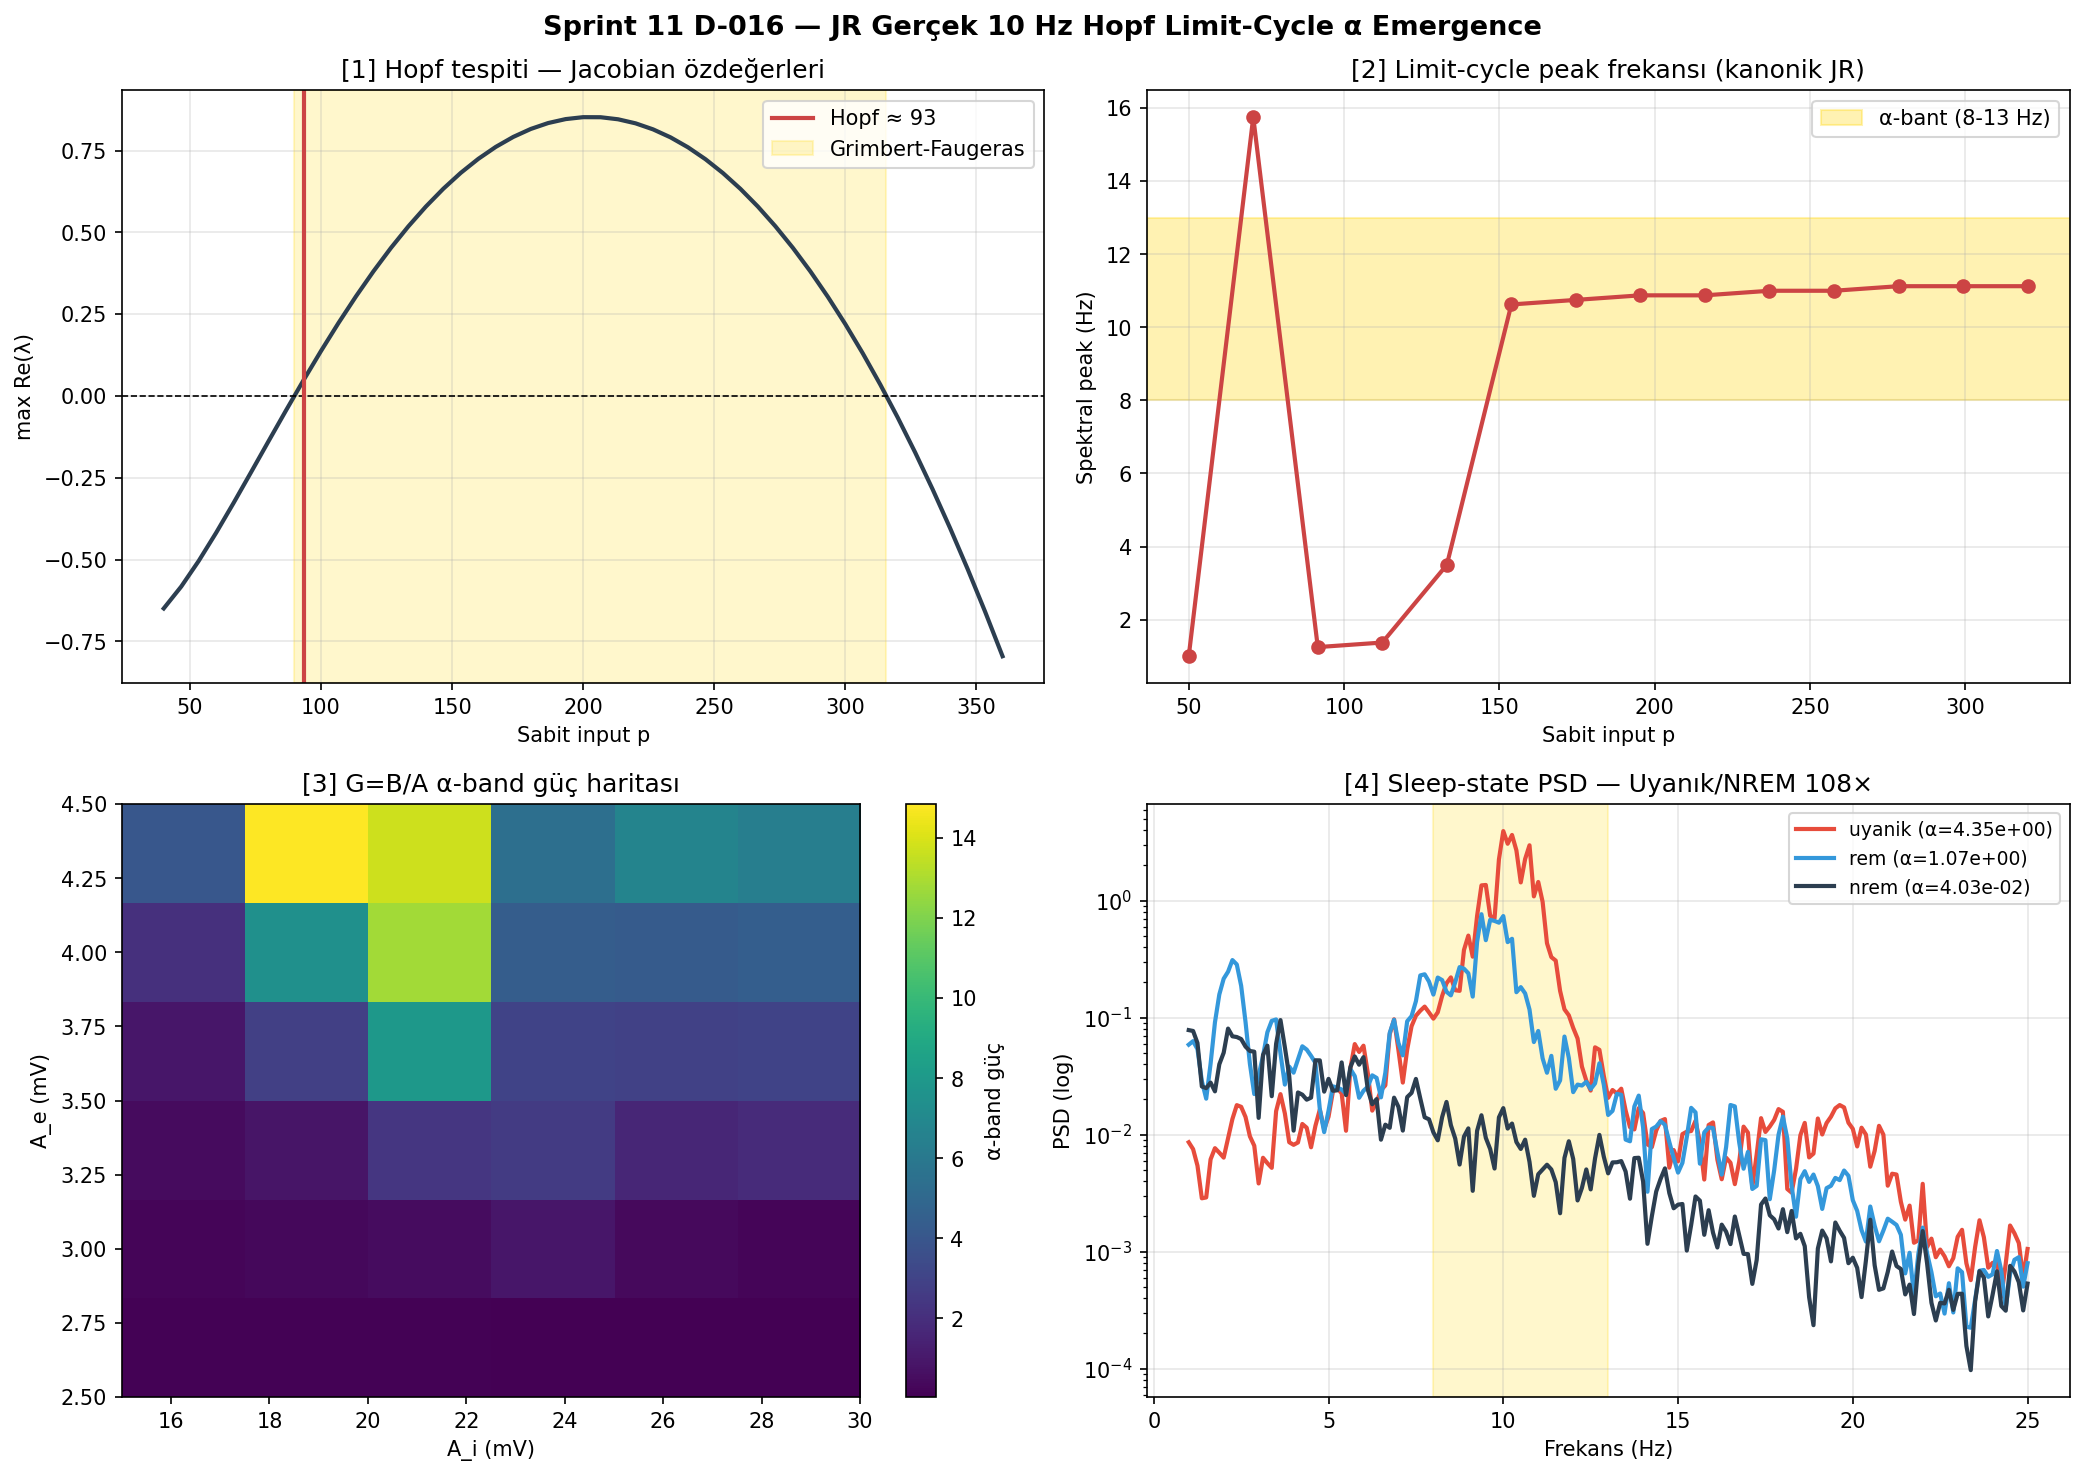 Sprint 11 D-016 — JR Gerçek 10 Hz Hopf Limit-Cycle α Emergence
[1] Hopf tespiti — Jacobian özdeğerleri
Hopf ≈ 93
Grimbert-Faugeras
max Re(λ)
0.75
0.50
0.25
0.00
−0.25
−0.50
−0.75
50 100 150 200 250 300 350
Sabit input p
[2] Limit-cycle peak frekansı (kanonik JR)
α-bant (8-13 Hz)
Spektral peak (Hz)
16
14
12
10
8
6
4
2
50 100 150 200 250 300
Sabit input p
[3] G=B/A α-band güç haritası
A_e (mV)
4.50
4.25
4.00
3.75
3.50
3.25
3.00
2.75
2.50
16 18 20 22 24 26 28 30
A_i (mV)
14
12
10
8
6
4
2
α-band güç
[4] Sleep-state PSD — Uyanık/NREM 108×
uyanik (α=4.35e+00)
rem (α=1.07e+00)
nrem (α=4.03e-02)
PSD (log)
10⁰
10⁻¹
10⁻²
10⁻³
10⁻⁴
0 5 10 15 20 25
Frekans (Hz)